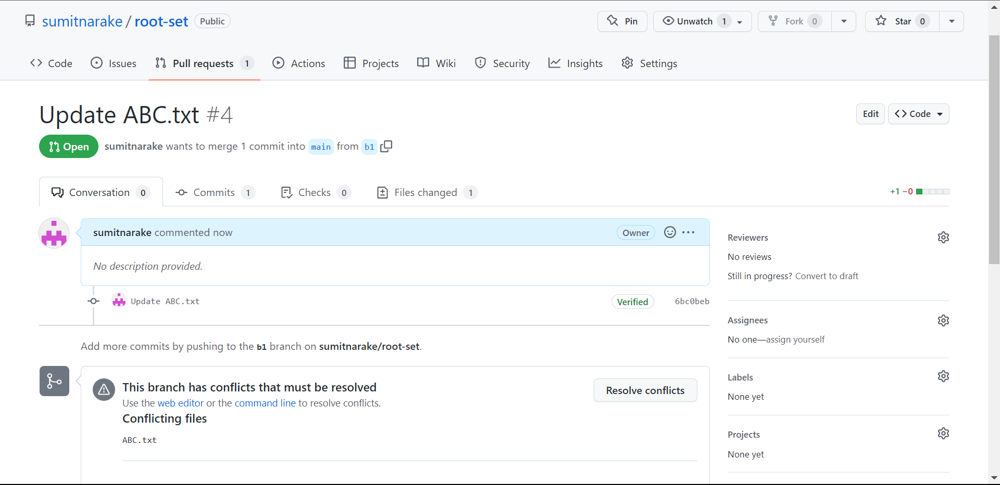 sumitnarake / root-set Public
Pin Unwatch 1 Fork 0 Star 0
Code Issues Pull requests 1 Actions Projects Wiki Security Insights Settings
Update ABC.txt #4
Edit Code
Open sumitnarake wants to merge 1 commit into main from b1
Conversation 0 Commits 1 Checks 0 Files changed 1
+1 −0
sumitnarake commented now Owner
No description provided.
Update ABC.txt Verified 6bc0beb
Add more commits by pushing to the b1 branch on sumitnarake/root-set.
This branch has conflicts that must be resolved
Use the web editor or the command line to resolve conflicts.
Resolve conflicts
Conflicting files
ABC.txt
Reviewers
No reviews
Still in progress? Convert to draft
Assignees
No one—assign yourself
Labels
None yet
Projects
None yet